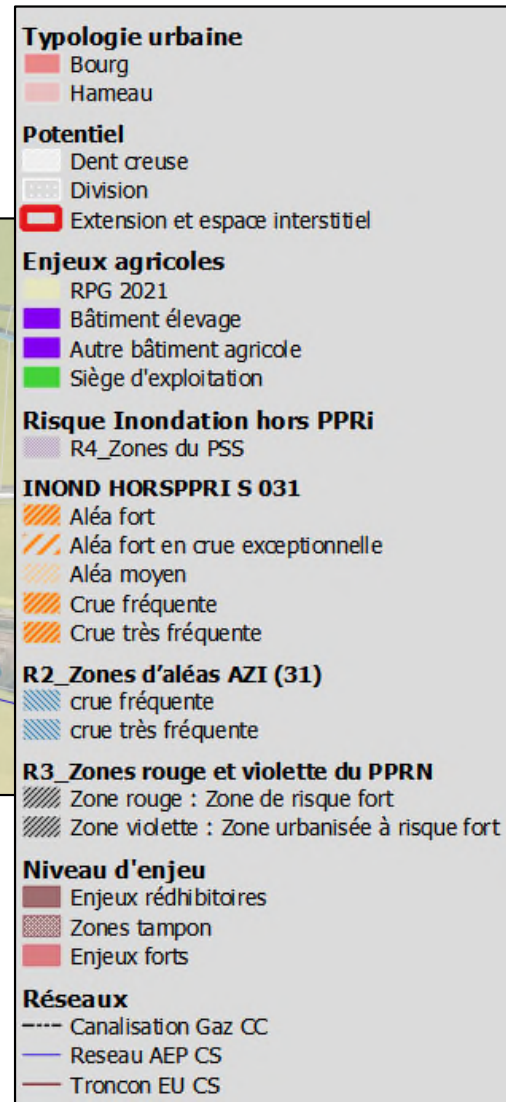 Typologie urbaine
Bourg
Hameau
Potentiel
Dent creuse
Division
Extension et espace interstitiel
Enjeux agricoles
RPG 2021
Bâtiment élevage
Autre bâtiment agricole
Siège d'exploitation
Risque Inondation hors PPRi
R4_Zones du PSS
INOND HORSPPRI S 031
Aléa fort
Aléa fort en crue exceptionnelle
Aléa moyen
Crue fréquente
Crue très fréquente
R2_Zones d’aléas AZI (31)
crue fréquente
crue très fréquente
R3_Zones rouge et violette du PPRN
Zone rouge : Zone de risque fort
Zone violette : Zone urbanisée à risque fort
Niveau d'enjeu
Enjeux rédhibitoires
Zones tampon
Enjeux forts
Réseaux
Canalisation Gaz CC
Reseau AEP CS
Troncon EU CS